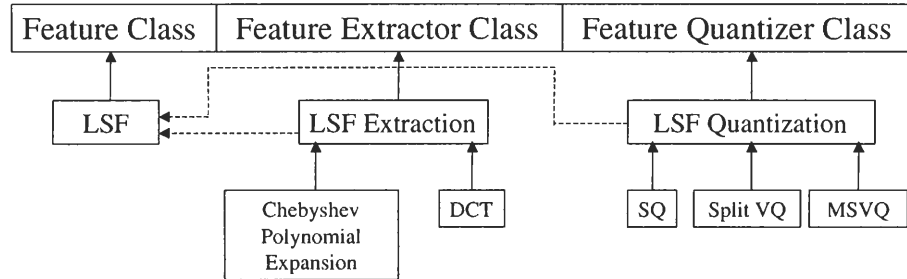 Feature Class
Feature Extractor Class
Feature Quantizer Class
LSF
LSF Extraction
LSF Quantization
Chebyshev
Polynomial
Expansion
DCT
SQ
Split VQ
MSVQ